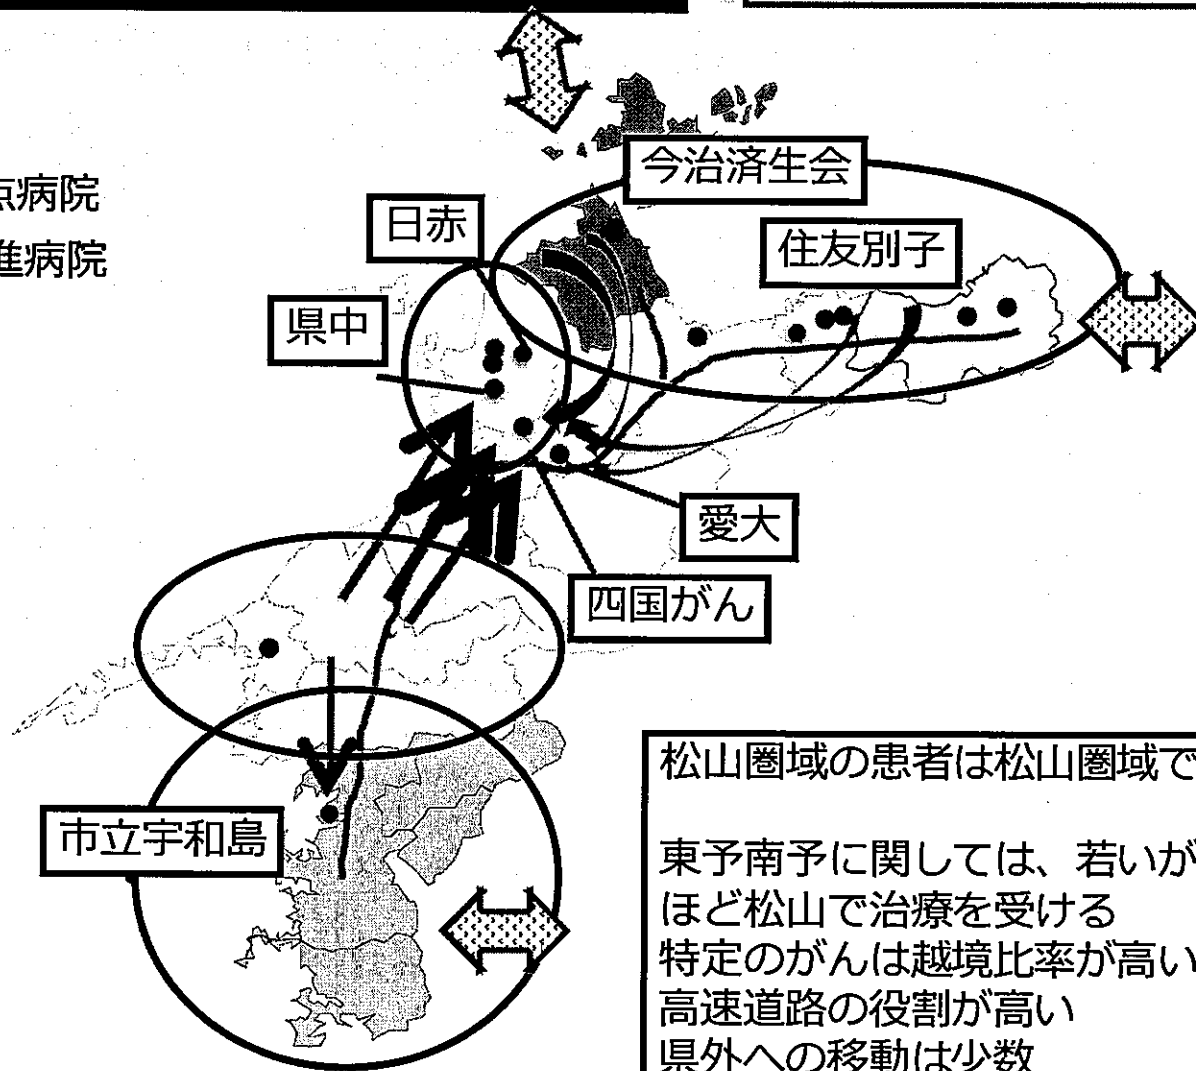 点病院
進病院
今治済生会
日赤
住友別子
県中
愛大
四国がん
市立宇和島
松山圏域の患者は松山圏域で
東予南予に関しては、若いが
ほど松山で治療を受ける
特定のがんは越境比率が高い
高速道路の役割が高い
県外への移動は少数